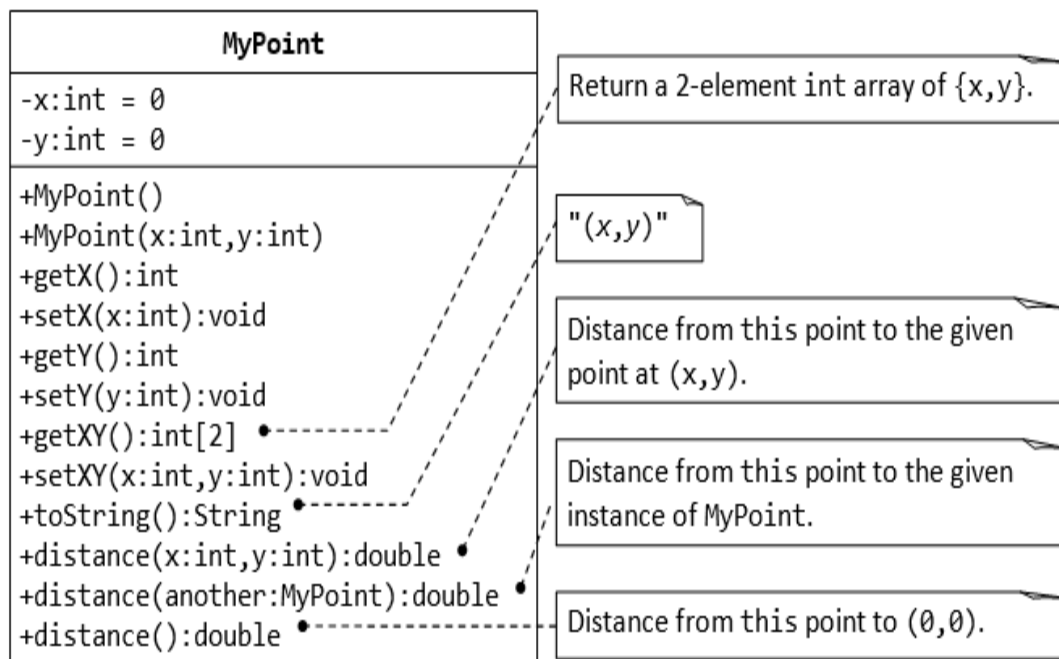 MyPoint
-x:int = 0
-y:int = 0
+MyPoint()
+MyPoint(x:int,y:int)
+getX():int
+setX(x:int):void
+getY():int
+setY(y:int):void
+getXY():int[2]
+setXY(x:int,y:int):void
+toString():String
+distance(x:int,y:int):double
+distance(another:MyPoint):double
+distance():double
Return a 2-element int array of {x,y}.
"(x,y)"
Distance from this point to the given
point at (x,y).
Distance from this point to the given
instance of MyPoint.
Distance from this point to (0,0).